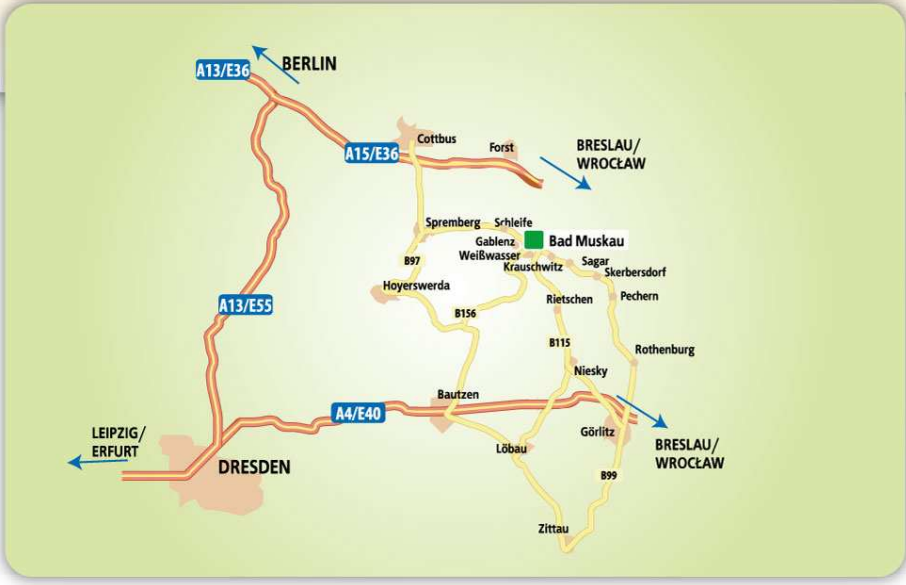 BERLIN
A13/E36
Cottbus
A15/E36
Forst
BRESLAU/
WROCŁAW
Spremberg
Schleife
Gablenz
Bad Muskau
Weißwasser
B97
Krauschwitz
Sagar
Skerbersdorf
Hoyerswerda
Rietschen
Pechern
A13/E55
B156
B115
Rothenburg
Niesky
Bautzen
A4/E40
LEIPZIG/
ERFURT
Görlitz
BRESLAU/
WROCŁAW
Löbau
DRESDEN
B99
Zittau